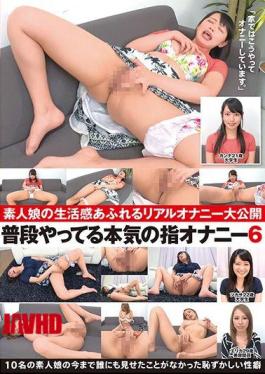 「家ではこうやって
オナニーしています。」
素人娘の生活感あふれるリアルオナニー大公開
普段やってる本気の指オナニー6
JAVHD
10名の素人娘の今まで誰にも見せたことがなかった恥ずかしい性癖